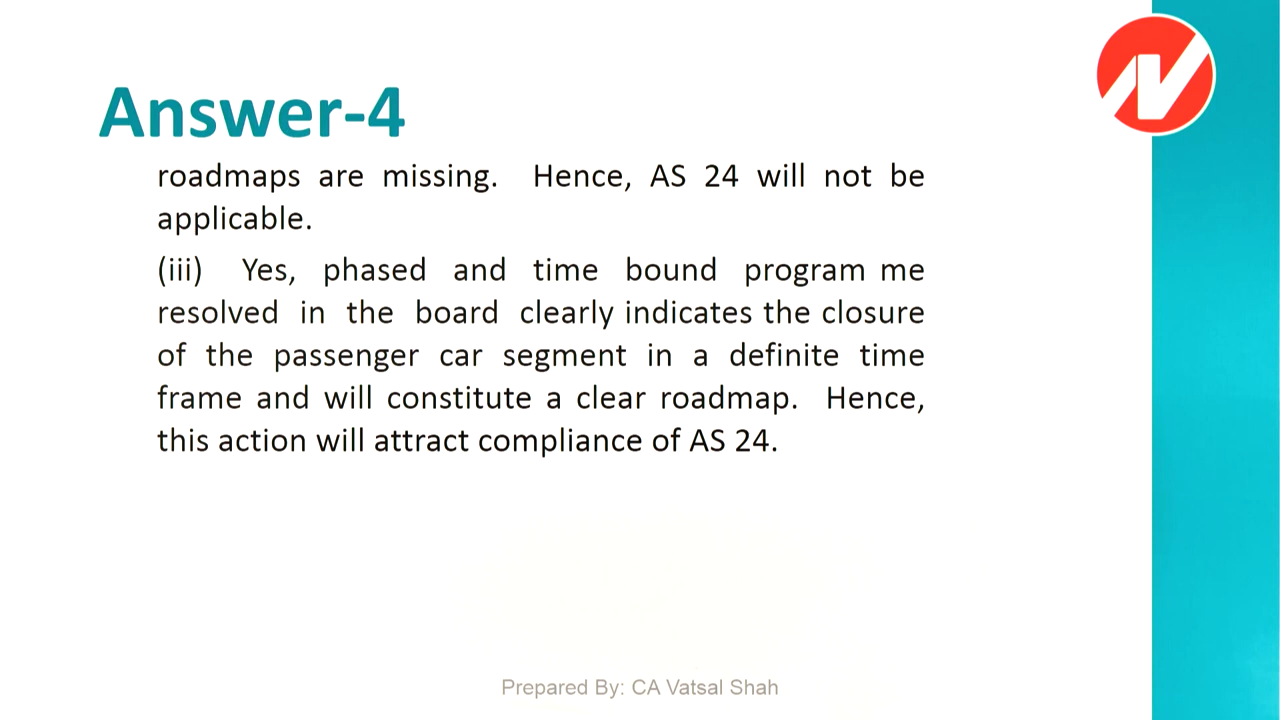 Answer-4
roadmaps are missing. Hence, AS 24 will not be
applicable.
(iii) Yes, phased and time bound program me
resolved in the board clearly indicates the closure
of the passenger car segment in a definite time
frame and will constitute a clear roadmap. Hence,
this action will attract compliance of AS 24.
Prepared By: CA Vatsal Shah